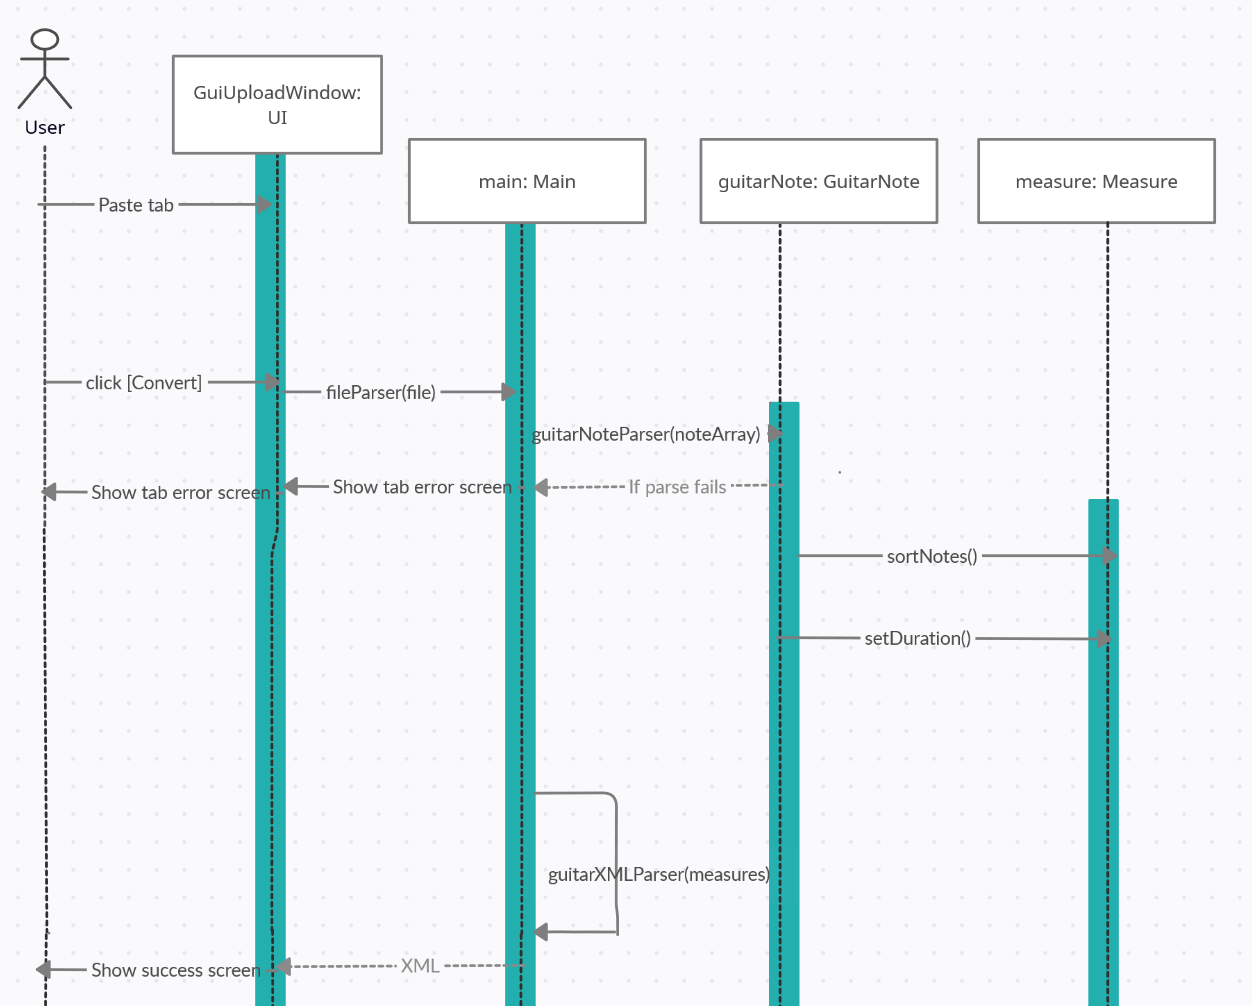 User
GuiUploadWindow:
UI
main: Main
guitarNote: GuitarNote
measure: Measure
Paste tab
click [Convert]
fileParser(file)
guitarNoteParser(noteArray)
Show tab error screen
Show tab error screen
If parse fails
sortNotes()
setDuration()
guitarXMLParser(measures)
Show success screen
XML